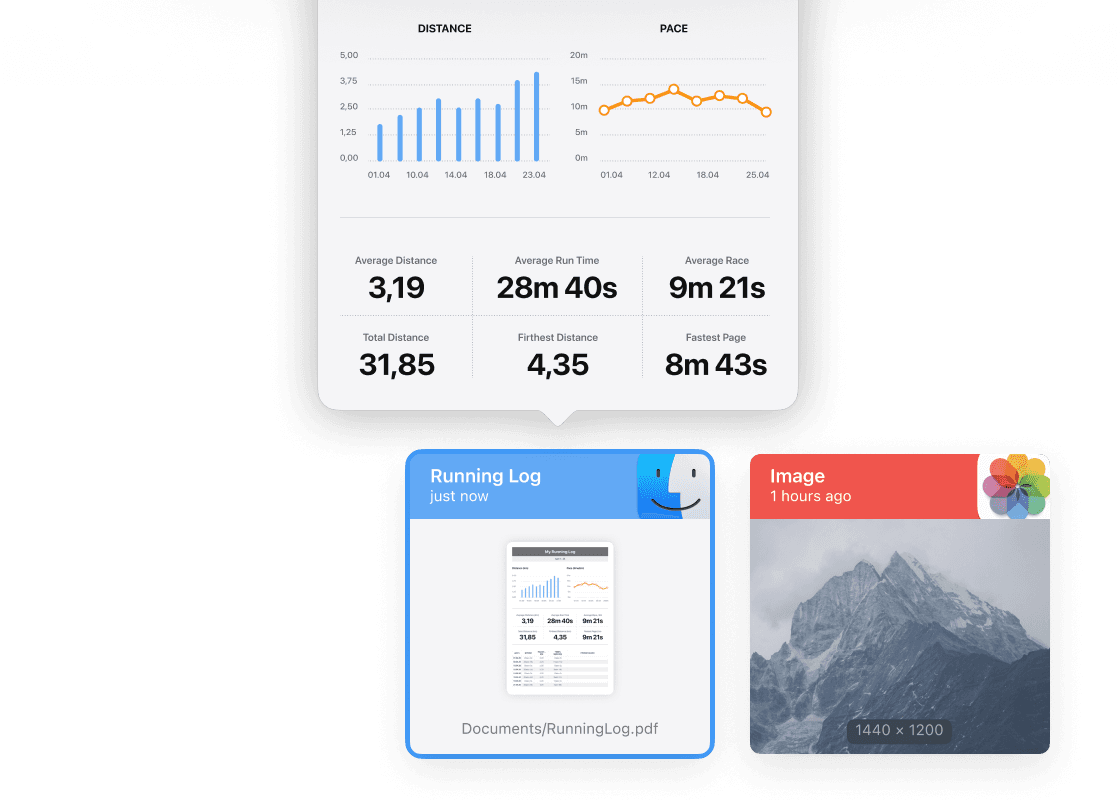 DISTANCE
PACE
5,00
3,75
2,50
1,25
0,00
01.04 10.04 14.04 18.04 23.04
20m
15m
10m
5m
0m
01.04 12.04 18.04 25.04
Average Distance
3,19
Average Run Time
28m 40s
Average Race
9m 21s
Total Distance
31,85
Firthest Distance
4,35
Fastest Page
8m 43s
Running Log
just now
My Running Log
3,19 28m 40s 9m 21s
31,85 4,35 9m 21s
Documents/RunningLog.pdf
Image
1 hours ago
1440 × 1200